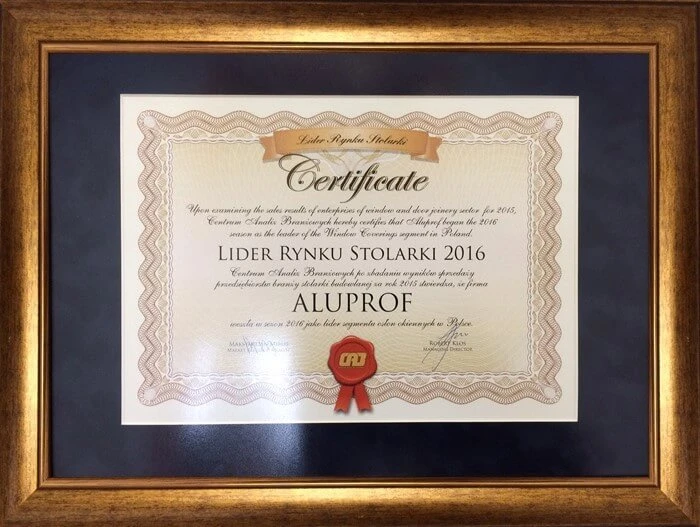 Lider Rynku Stolarki
Certificate
Upon examining the sales results of enterprises of window and door joinery sector for 2015,
Centrum Analiz Branżowych hereby certifies that Aluprof began the 2016
season as the leader of the Window Coverings segment in Poland.
LIDER RYNKU STOLARKI 2016
Centrum Analiz Branżowych po zbadaniu wyników sprzedaży
przedsiębiorstw branży stolarki budowlanej za rok 2015 stwierdza, że firma
ALUPROF
weszła w sezon 2016 jako lider segmentu osłon okiennych w Polsce.
ROBERT KLOS
MANAGING DIRECTOR